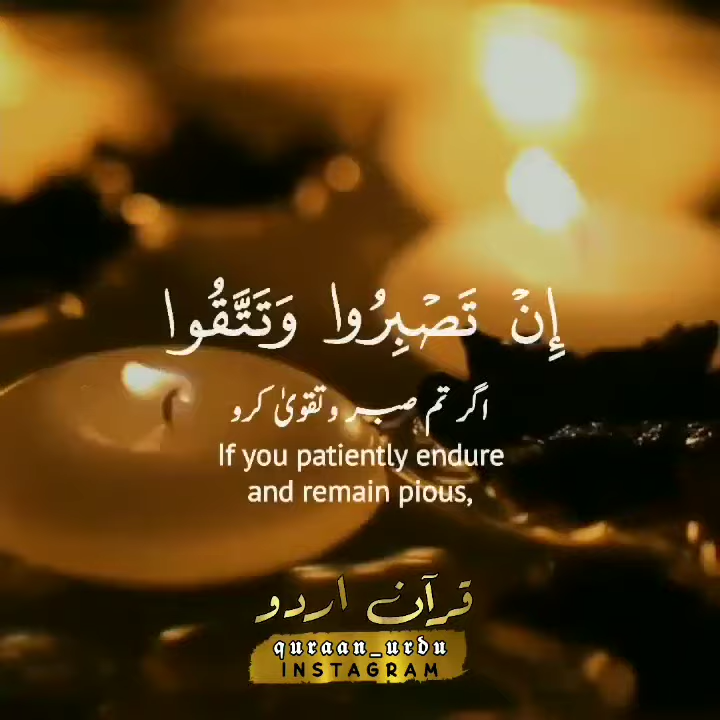 إِنْ تَصْبِرُوا وَتَتَّقُوا
اگر تم صبر و تقویٰ کرو
If you patiently endure
and remain pious,
قرآن اردو
quraan_urdu
INSTAGRAM